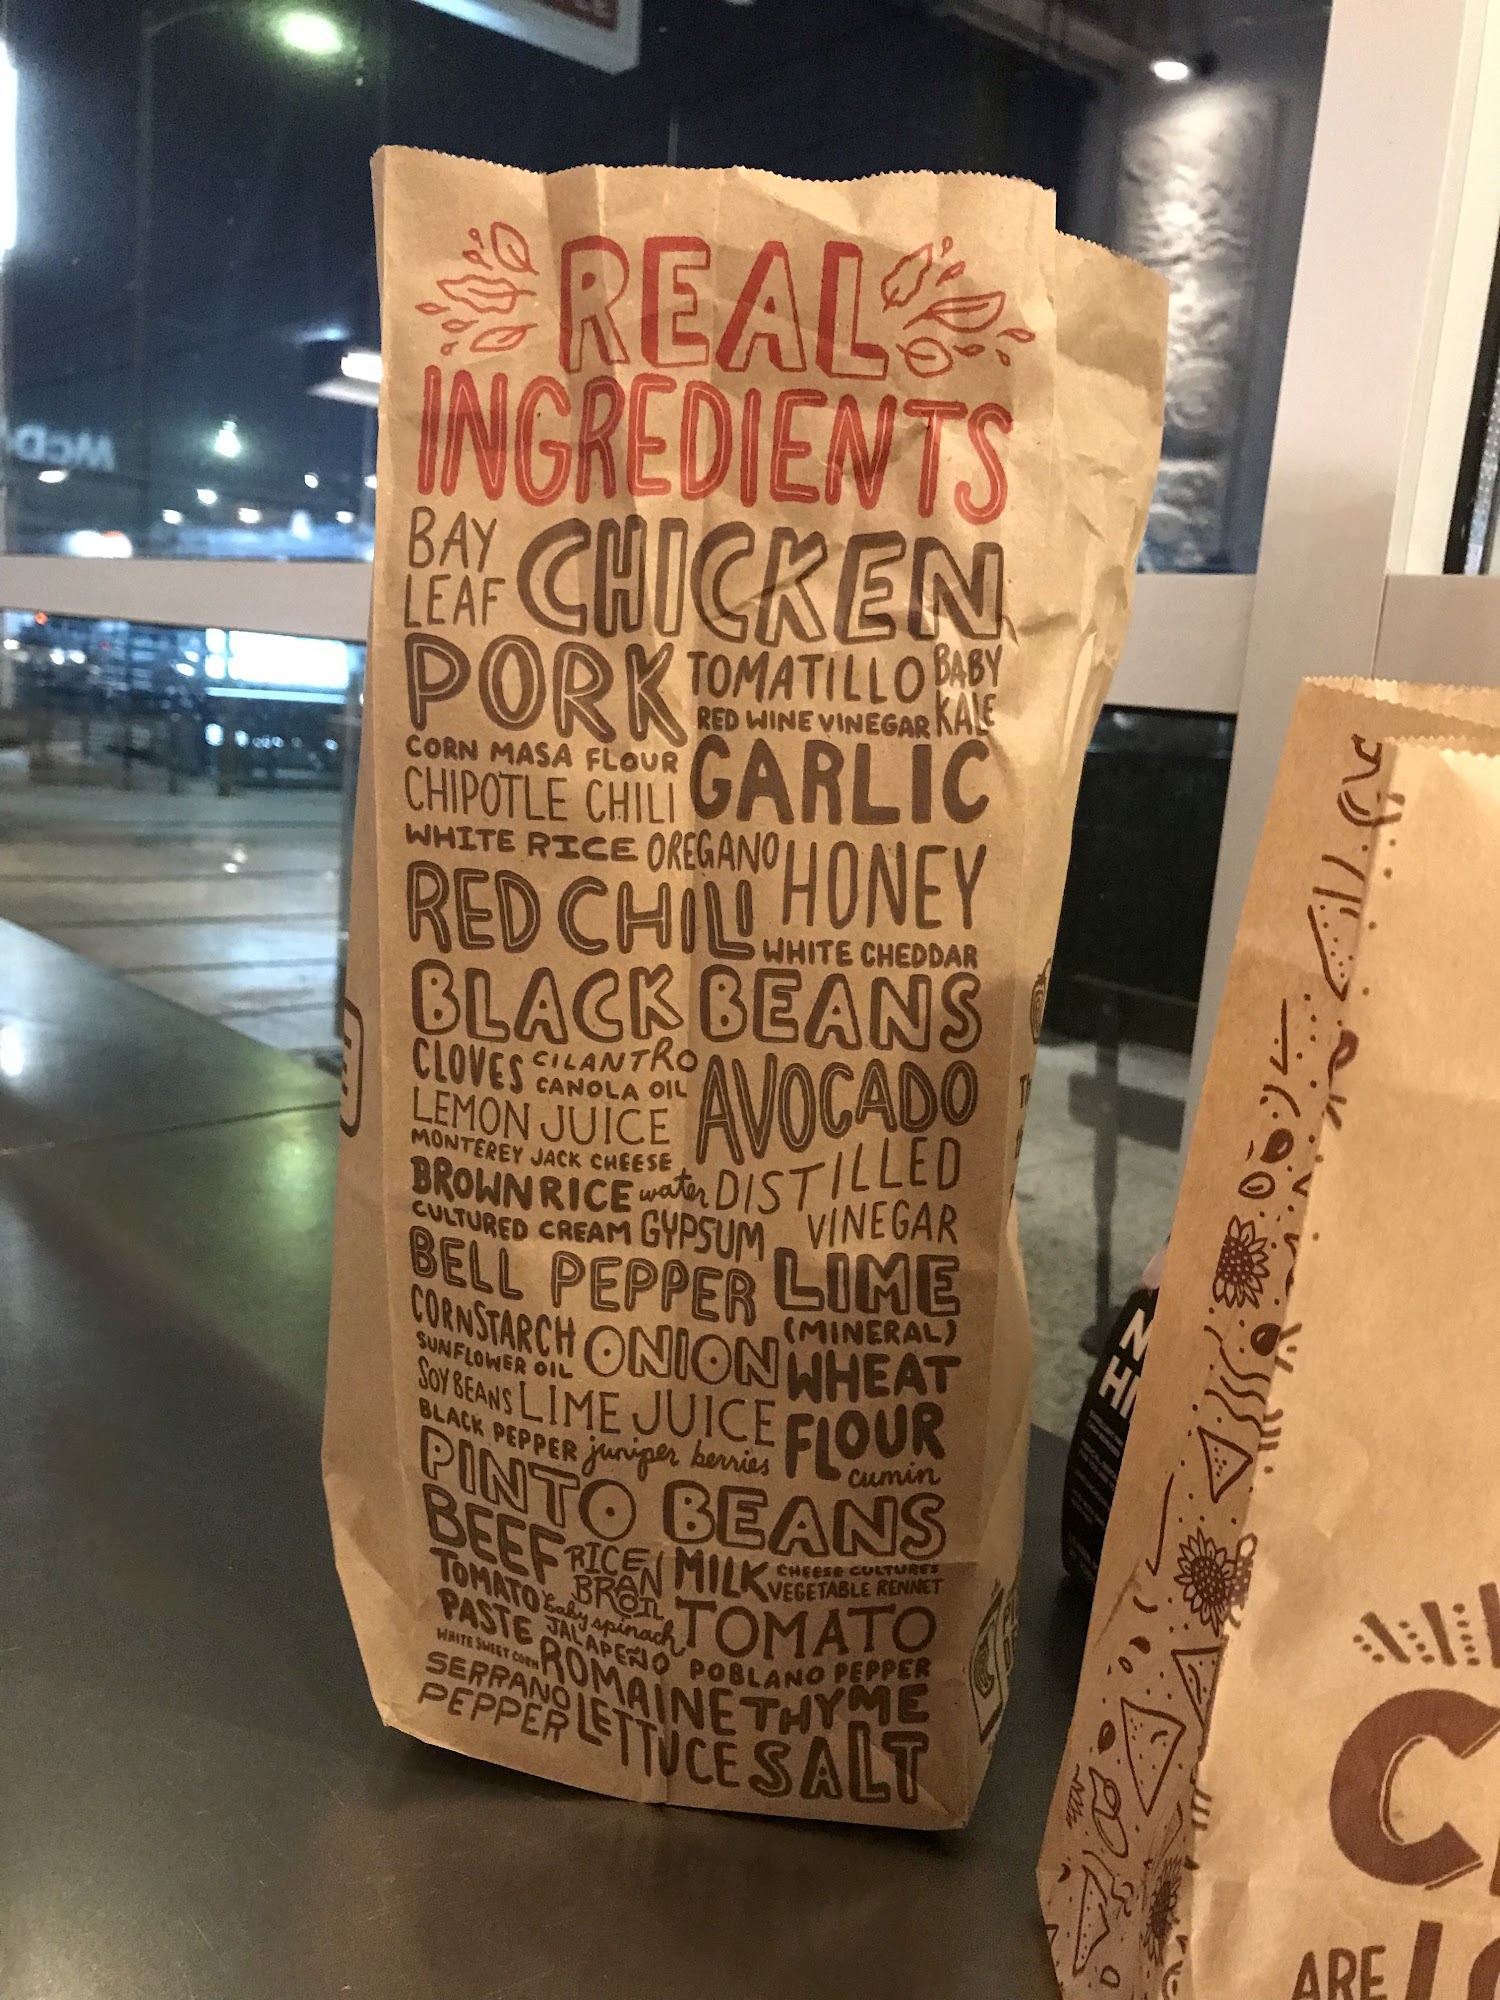 REAL
INGREDIENTS
BAY
LEAF
CHICKEN
PORK
TOMATILLO
BABY
KALE
RED WINE VINEGAR
CORN MASA FLOUR
GARLIC
CHIPOTLE CHILI
WHITE RICE
OREGANO
HONEY
RED CHILI
WHITE CHEDDAR
BLACK BEANS
CLOVES
CILANTRO
CANOLA OIL
AVOCADO
LEMON JUICE
MONTEREY JACK CHEESE
BROWN RICE
water
DISTILLED
VINEGAR
CULTURED CREAM
GYPSUM
BELL PEPPER
LIME
(MINERAL)
CORNSTARCH
SUNFLOWER OIL
ONION
WHEAT
FLOUR
SOYBEANS
LIME JUICE
BLACK PEPPER
juniper berries
cumin
PINTO BEANS
BEEF
RICE
BRAN
OIL
MILK
CHEESE CULTURES
VEGETABLE RENNET
TOMATO
PASTE
baby spinach
JALAPEÑO
TOMATO
WHITE SWEET CORN
POBLANO PEPPER
SERRANO
PEPPER
ROMAINE
LETTUCE
THYME
SALT
McD
ARE